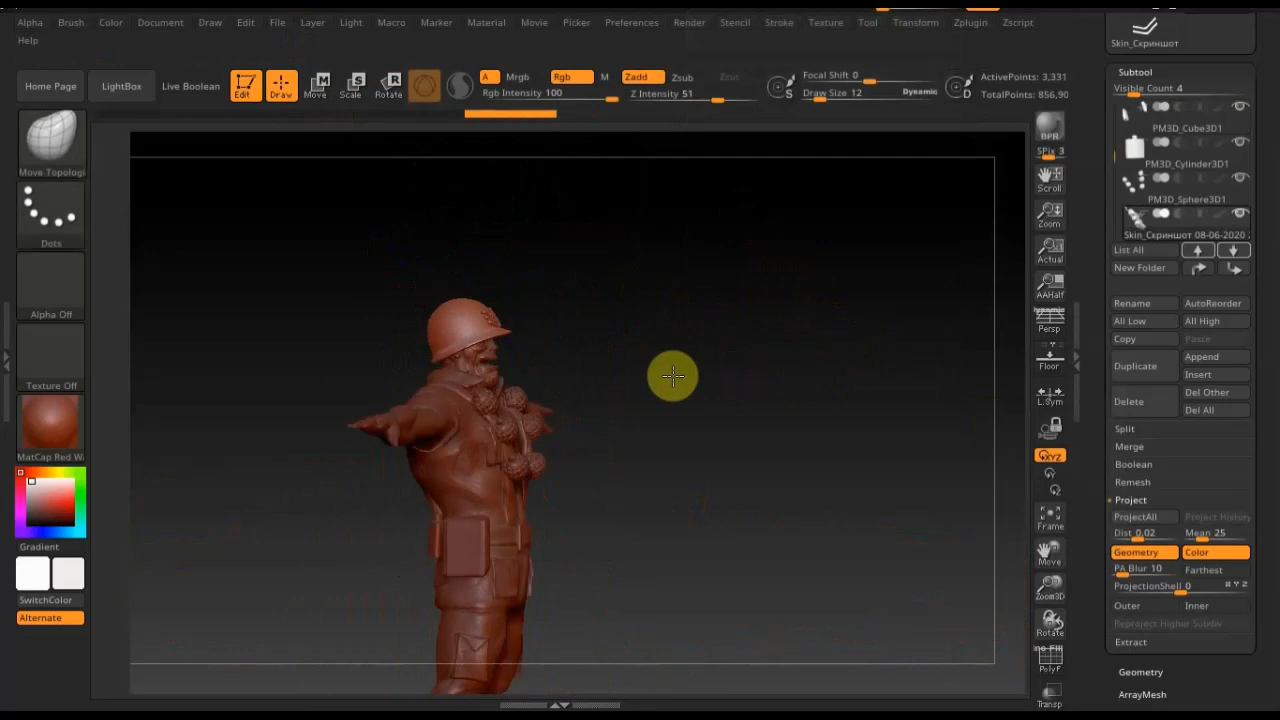 Alpha Brush Color Document Draw Edit File Layer Light Macro Marker Material Movie Picker Preferences Render Stencil Stroke Texture Tool Transform Zplugin Zscript
Help
Home Page
LightBox
Live Boolean
Edit
Draw
Move
Scale
Rotate
A
Mrgb
Rgb
M
Rgb Intensity 100
Zadd
Zsub
Zcut
Z Intensity 51
S
Focal Shift 0
Draw Size 12
Dynamic
D
ActivePoints: 3,331
TotalPoints: 856,90
Move Topologi
Dots
Alpha Off
Texture Off
MatCap Red Wa
Gradient
SwitchColor
Alternate
BPR
SPix 3
Scroll
Zoom
Actual
AAHalf
Dynamic
Persp
Floor
L.Sym
XYZ
Y
Z
Frame
Move
Zoom3D
Rotate
PolyF
Transp
Skin_Скриншот
Subtool
Visible Count 4
PM3D_Cube3D1
PM3D_Cylinder3D1
PM3D_Sphere3D1
Skin_Скриншот 08-06-2020 2
List All
New Folder
Rename AutoReorder
All Low All High
Copy Paste
Duplicate Append
Insert
Delete Del Other
Del All
Split
Merge
Boolean
Remesh
Project
ProjectAll Project History
Dist 0.02 Mean 25
Geometry Color
PA Blur 10 Farthest
ProjectionShell 0 X Y Z
Outer Inner
Reproject Higher Subdiv
Extract
Geometry
ArrayMesh